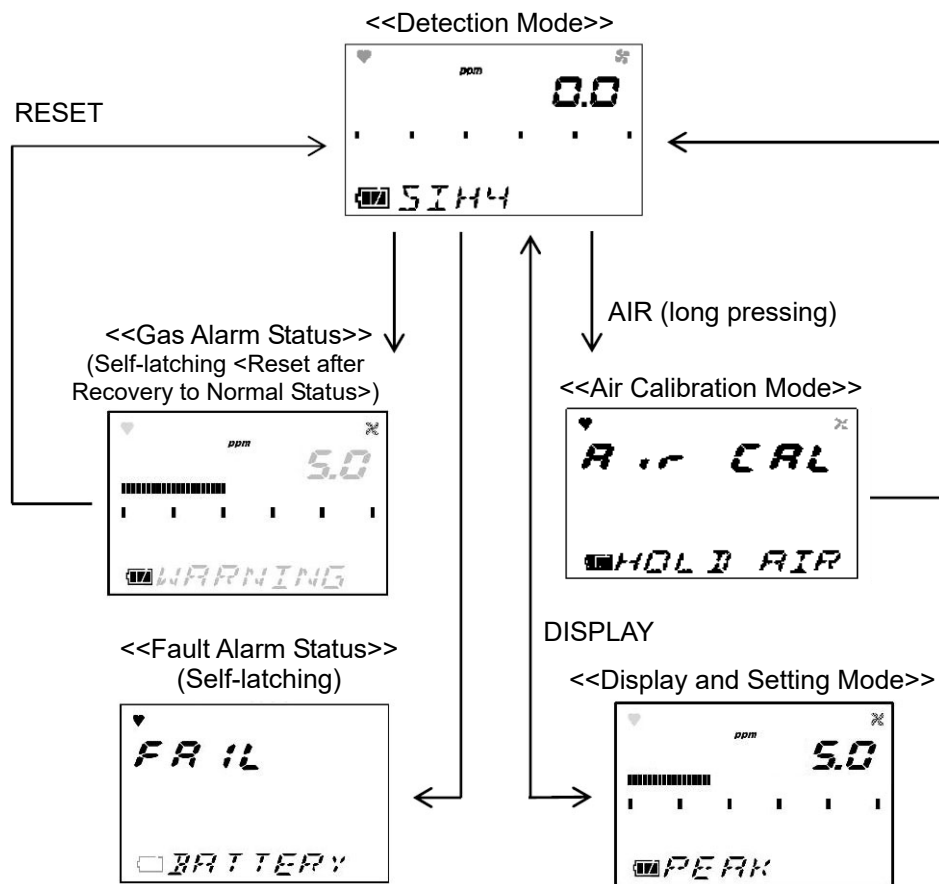 <<Detection Mode>>
ppm
0.0
SIH4
RESET
AIR (long pressing)
<<Gas Alarm Status>>
(Self-latching <Reset after
Recovery to Normal Status>)
ppm
5.0
WARNING
<<Air Calibration Mode>>
Air CAL
HOLD AIR
<<Fault Alarm Status>>
(Self-latching)
FAIL
BATTERY
DISPLAY
<<Display and Setting Mode>>
ppm
5.0
PEAK